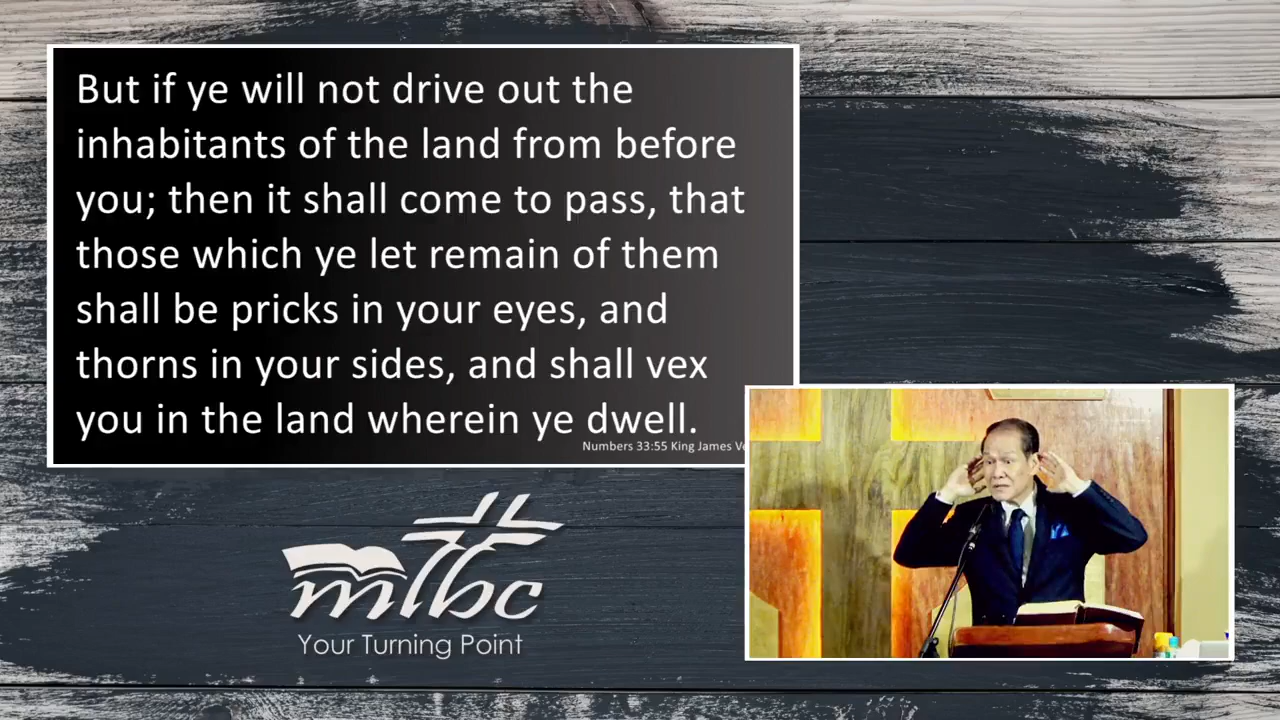 But if ye will not drive out the
inhabitants of the land from before
you; then it shall come to pass, that
those which ye let remain of them
shall be pricks in your eyes, and
thorns in your sides, and shall vex
you in the land wherein ye dwell.
Numbers 33:55 King James
mlbc
Your Turning Point